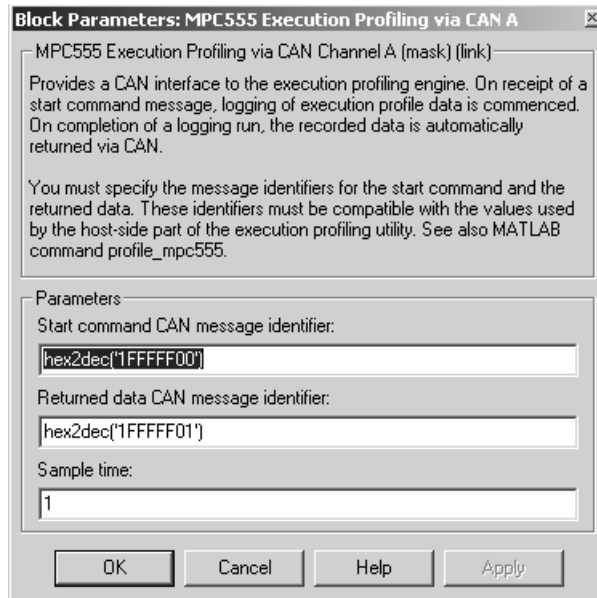 Block Parameters: MPC555 Execution Profiling via CAN A
MPC555 Execution Profiling via CAN Channel A (mask) (link)
Provides a CAN interface to the execution profiling engine. On receipt of a
start command message, logging of execution profile data is commenced.
On completion of a logging run, the recorded data is automatically
returned via CAN.
You must specify the message identifiers for the start command and the
returned data. These identifiers must be compatible with the values used
by the host-side part of the execution profiling utility. See also MATLAB
command profile_mpc555.
Parameters
Start command CAN message identifier:
hex2dec('1FFFFF00')
Returned data CAN message identifier:
hex2dec('1FFFFF01')
Sample time:
1
OK Cancel Help Apply